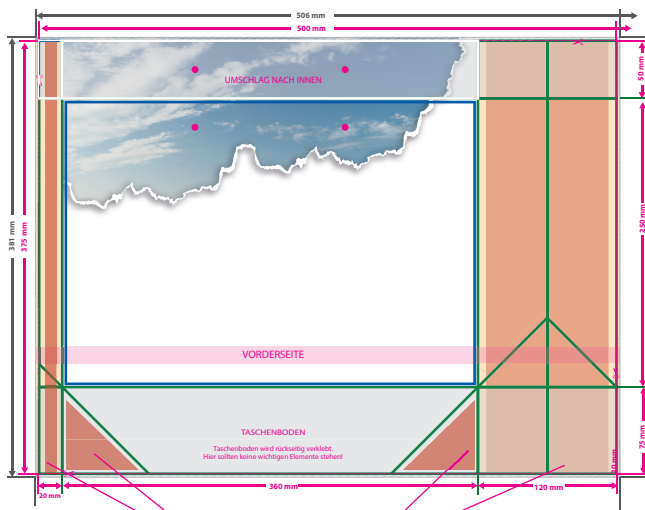 506 mm
500 mm
UMSCHLAG NACH INNEN
50 mm
381 mm
375 mm
250 mm
VORDERSEITE
TASCHENBODEN
Taschenboden wird rückseitig verklebt.
Hier sollten keine wichtigen Elemente stehen!
75 mm
20 mm
360 mm
120 mm